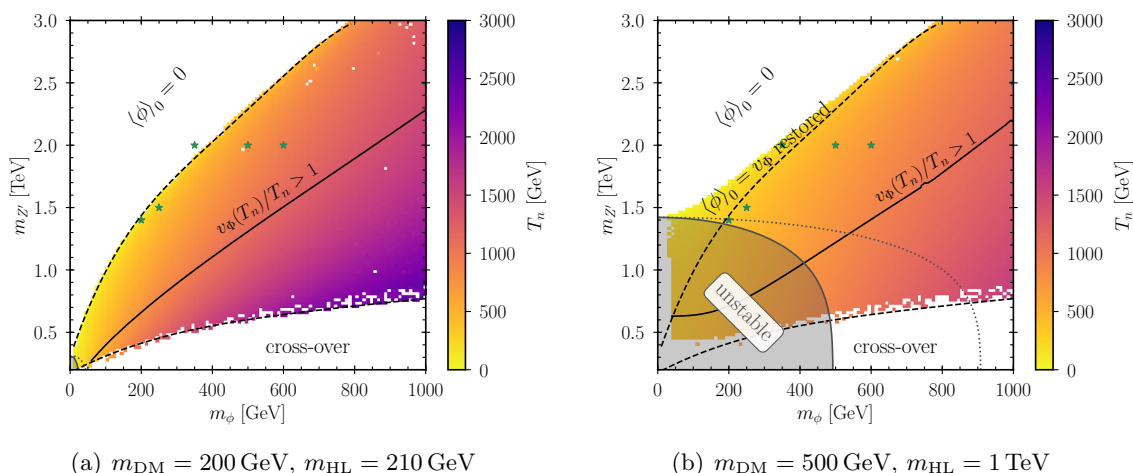 3.0
2.5
2.0
1.5
1.0
0.5
m_{Z′} [TeV]
0
200
400
600
800
1000
m_ϕ [GeV]
⟨ϕ⟩₀ = 0
v_Φ(T_n)/T_n > 1
cross-over
3000
2500
2000
1500
1000
500
0
T_n [GeV]
(a) m_DM = 200 GeV, m_HL = 210 GeV
3.0
2.5
2.0
1.5
1.0
0.5
m_{Z′} [TeV]
0
200
400
600
800
1000
m_ϕ [GeV]
⟨ϕ⟩₀ = 0
⟨ϕ⟩₀ = v_Φ restored
v_Φ(T_n)/T_n > 1
unstable
cross-over
3000
2500
2000
1500
1000
500
0
T_n [GeV]
(b) m_DM = 500 GeV, m_HL = 1 TeV